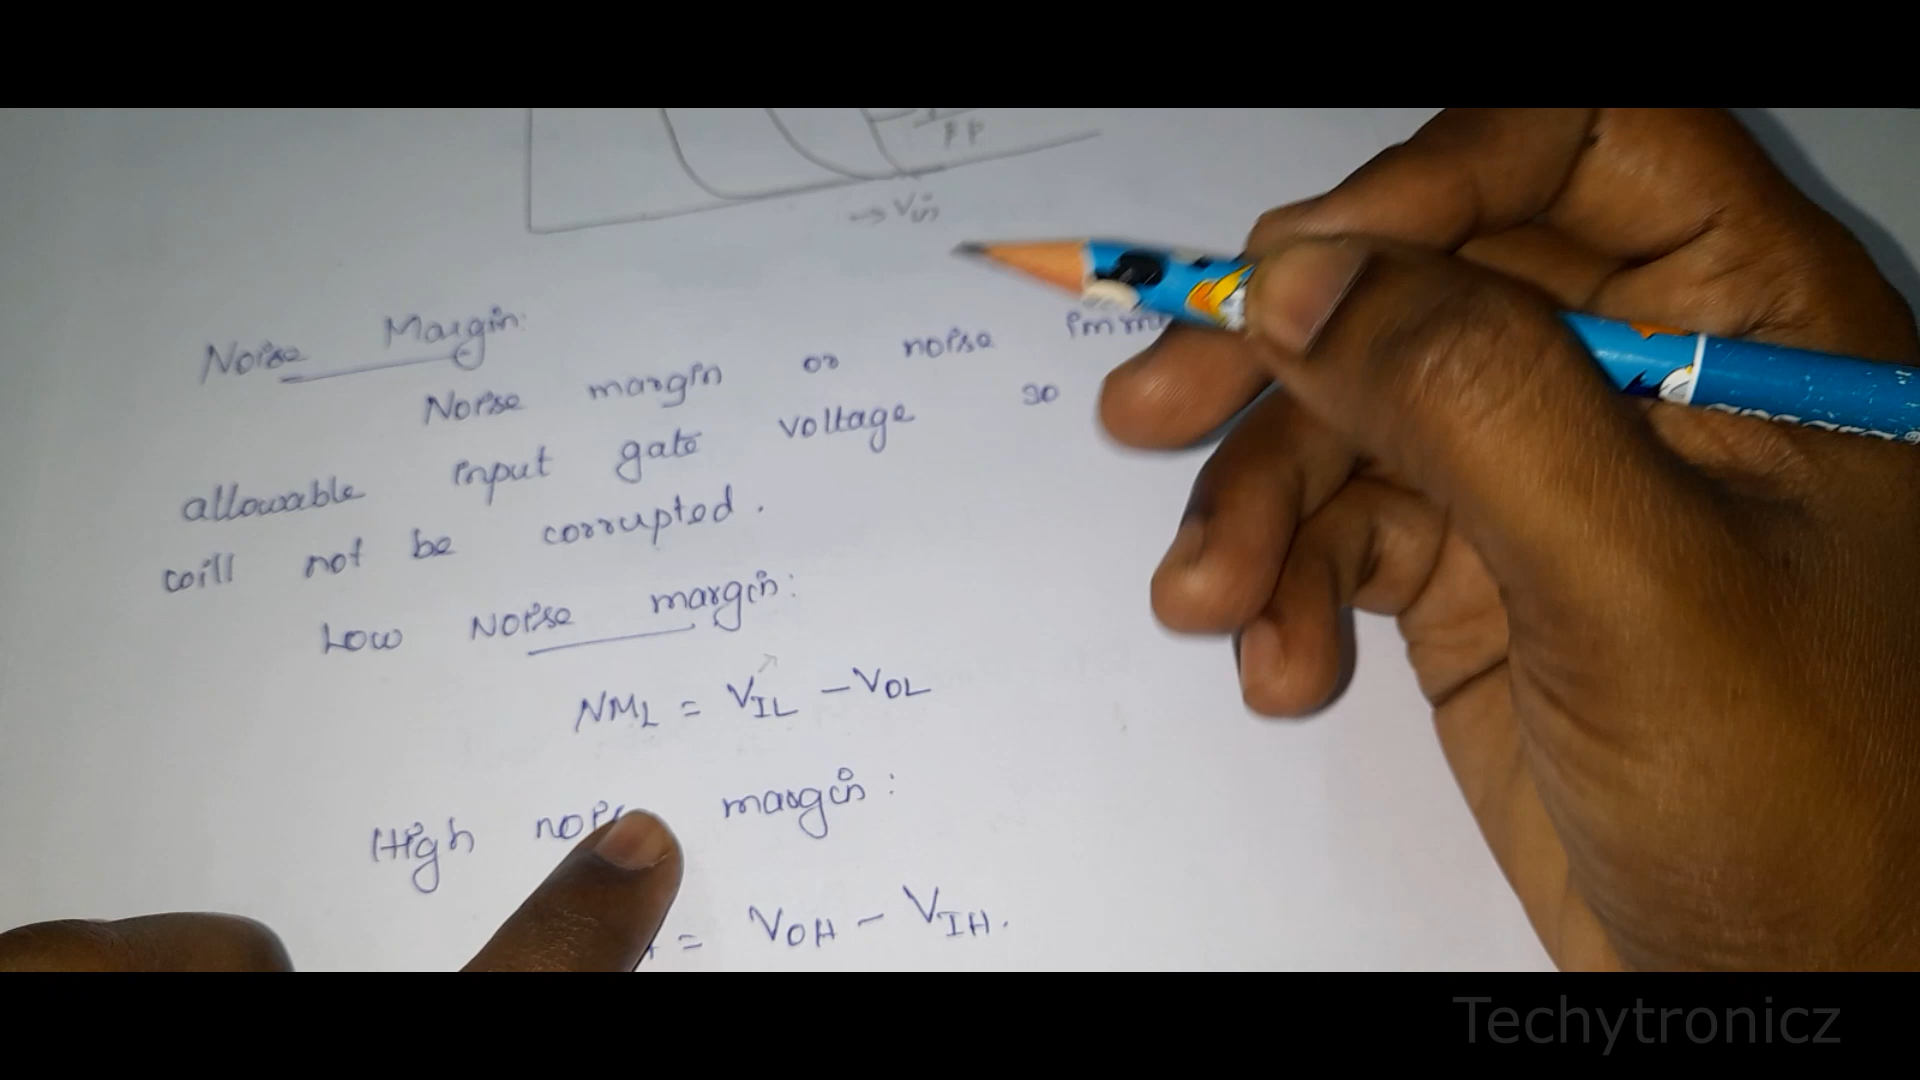 → Vin
Noise Margin:
Noise margin or noise
allowable input gate voltage so
will not be corrupted.
Low Noise margin:
NML = VIL - VOL
High margin:
= VOH - VIH.
Techytronicz